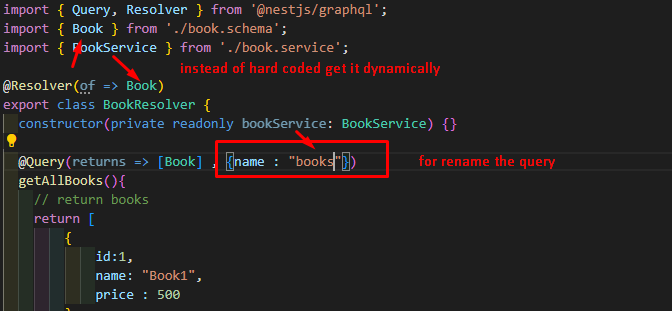 import { Query, Resolver } from '@nestjs/graphql';
import { Book } from './book.schema';
import { BookService } from './book.service';
instead of hard coded get it dynamically
@Resolver(of => Book)
export class BookResolver {
constructor(private readonly bookService: BookService) {}
@Query(returns => [Book] , {name : "books"}) for rename the query
getAllBooks(){
// return books
return [
{
id:1,
name: "Book1",
price : 500